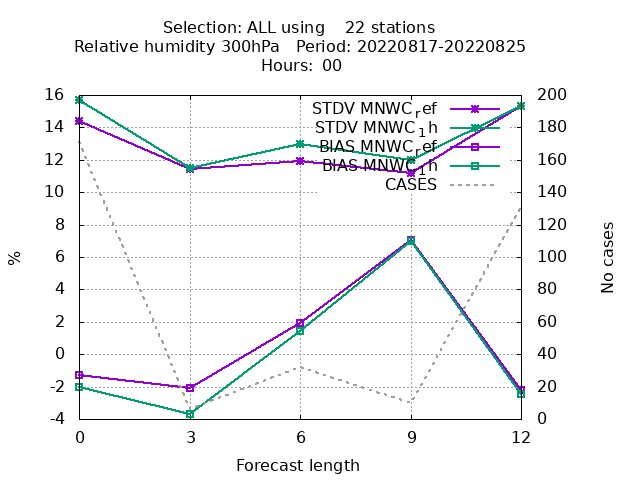 Selection: ALL using    22 stations
Relative humidity 300hPa   Period: 20220817-20220825
Hours: 00
16 200
STDV MNWC_ref
14 180
STDV MNWC_1h
BIAS MNWC_ref
12 160
BIAS MNWC_1h
CASES
10 140
8 120
6 100
4 80
2 60
0 40
-2 20
-4 0
%
No cases
0 3 6 9 12
Forecast length